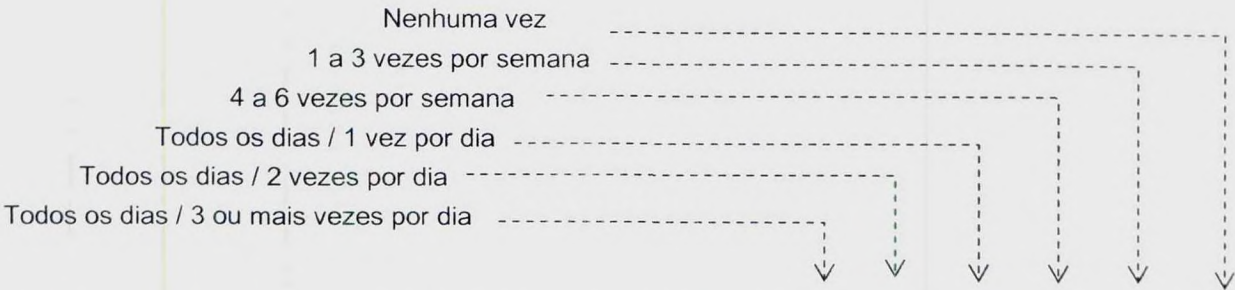 Nenhuma vez
1 a 3 vezes por semana
4 a 6 vezes por semana
Todos os dias / 1 vez por dia
Todos os dias / 2 vezes por dia
Todos os dias / 3 ou mais vezes por dia